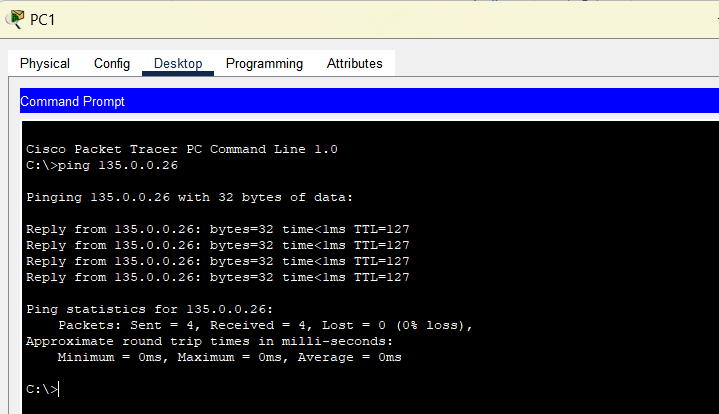 PC1
Physical Config Desktop Programming Attributes
Command Prompt
Cisco Packet Tracer PC Command Line 1.0
C:\>ping 135.0.0.26
Pinging 135.0.0.26 with 32 bytes of data:
Reply from 135.0.0.26: bytes=32 time<1ms TTL=127
Reply from 135.0.0.26: bytes=32 time<1ms TTL=127
Reply from 135.0.0.26: bytes=32 time<1ms TTL=127
Reply from 135.0.0.26: bytes=32 time<1ms TTL=127
Ping statistics for 135.0.0.26:
    Packets: Sent = 4, Received = 4, Lost = 0 (0% loss),
Approximate round trip times in milli-seconds:
    Minimum = 0ms, Maximum = 0ms, Average = 0ms
C:\>